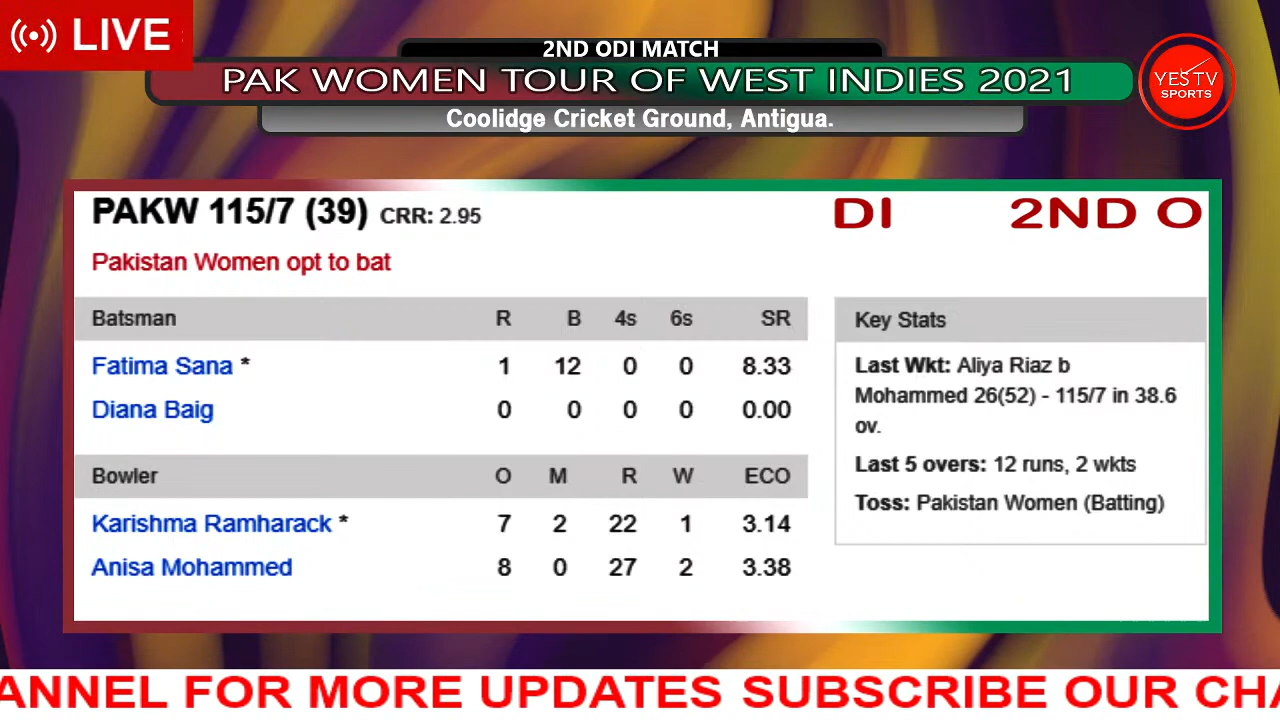 LIVE
2ND ODI MATCH
PAK WOMEN TOUR OF WEST INDIES 2021
YESTV
SPORTS
Coolidge Cricket Ground, Antigua.
PAKW 115/7 (39) CRR: 2.95
DI 2ND O
Pakistan Women opt to bat
Batsman R B 4s 6s SR
Fatima Sana * 1 12 0 0 8.33
Diana Baig 0 0 0 0 0.00
Bowler O M R W ECO
Karishma Ramharack * 7 2 22 1 3.14
Anisa Mohammed 8 0 27 2 3.38
Key Stats
Last Wkt: Aliya Riaz b
Mohammed 26(52) - 115/7 in 38.6
ov.
Last 5 overs: 12 runs, 2 wkts
Toss: Pakistan Women (Batting)
ANNEL FOR MORE UPDATES SUBSCRIBE OUR CHA